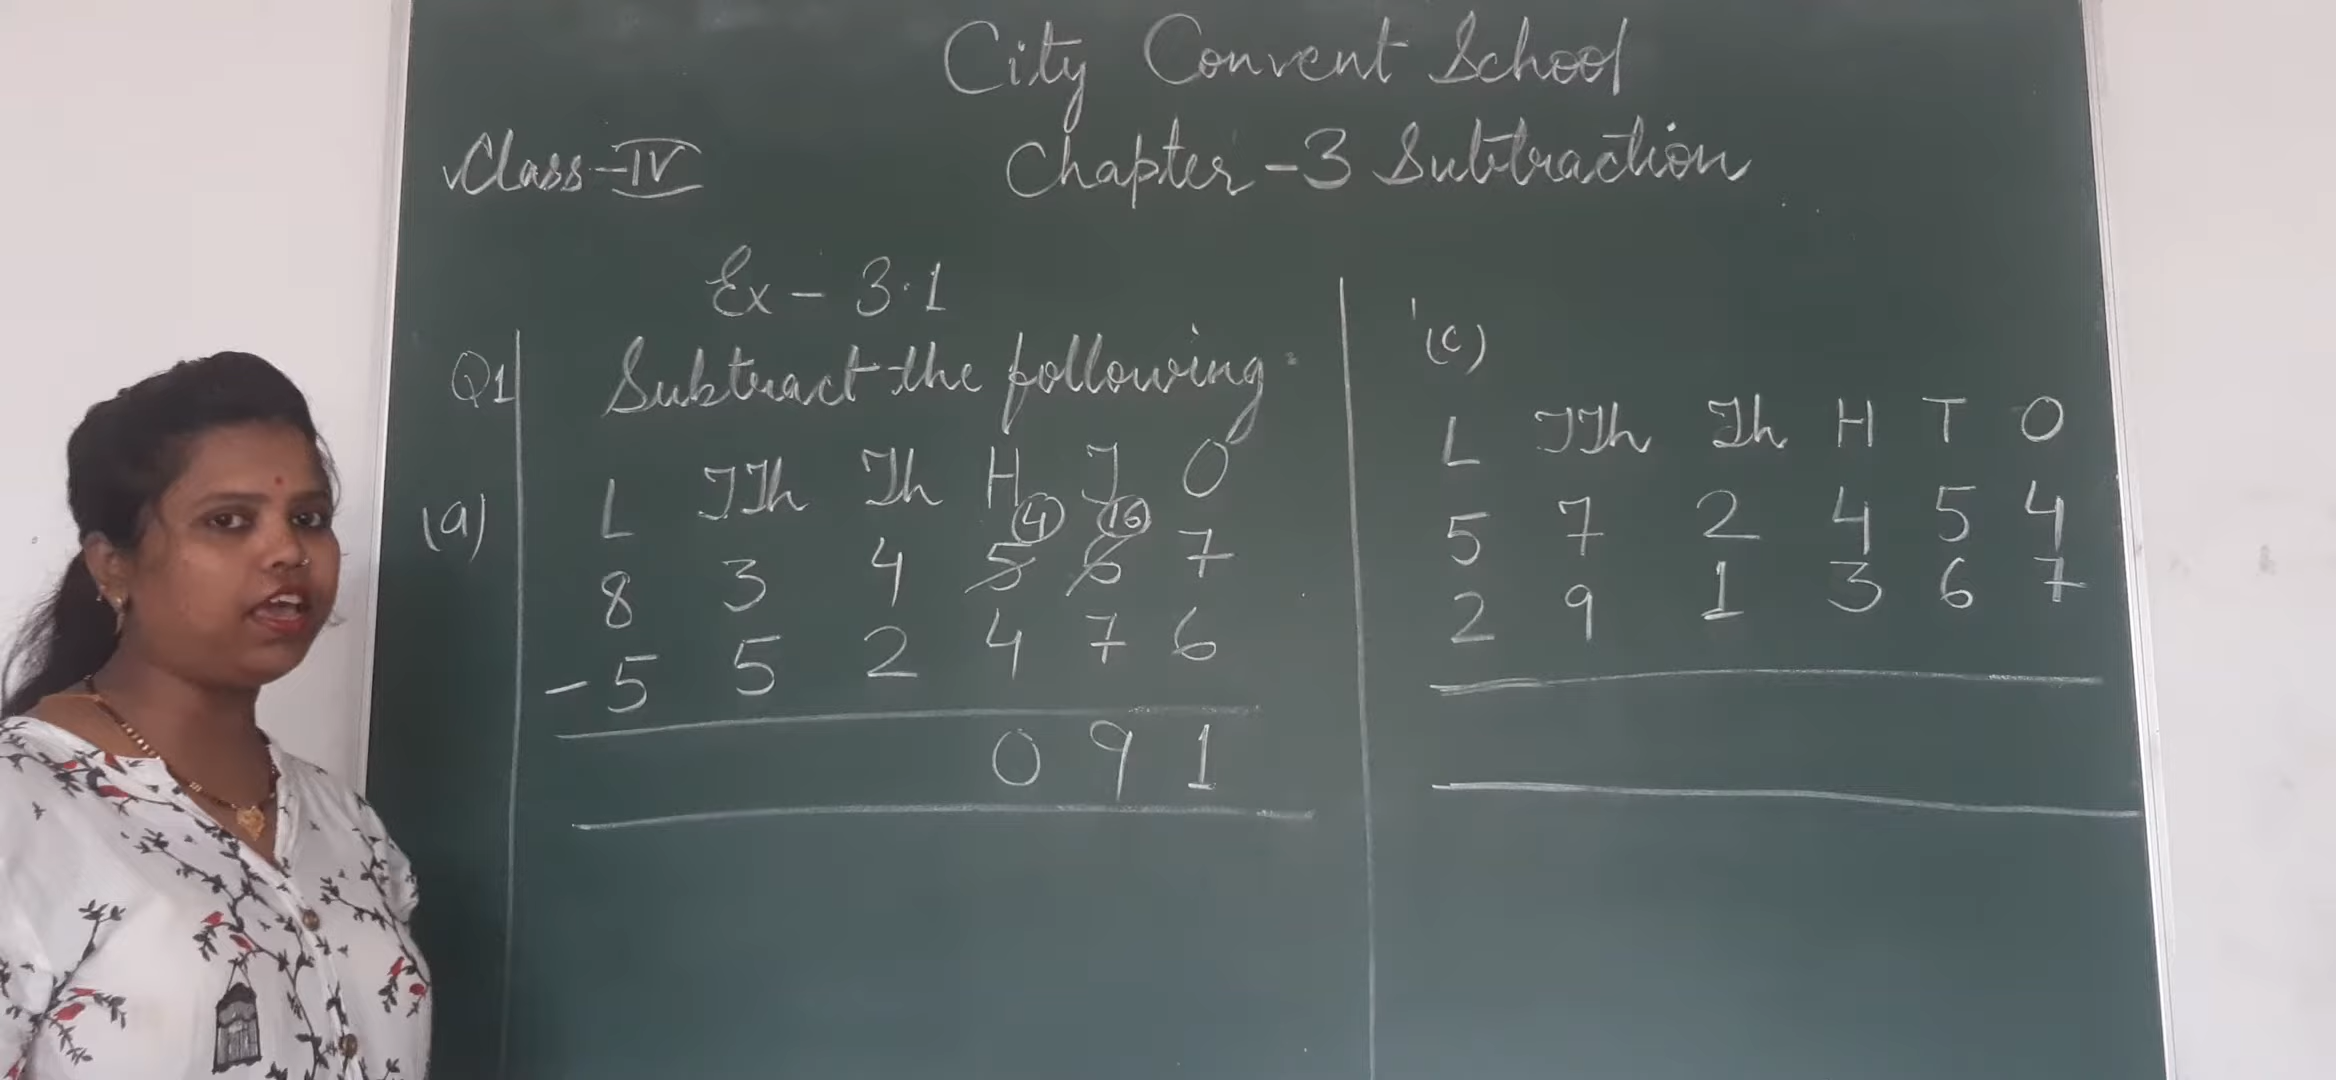 City Convent School
Class-IV Chapter-3 Subtraction
Ex - 3.1
Q1 Subtract the following:
(a) L TTh Th H T O
4 16
8 3 4 5 6 7
- 5 5 2 4 7 6
0 9 1
(c)
L TTh Th H T O
5 7 2 4 5 4
2 9 1 3 6 7